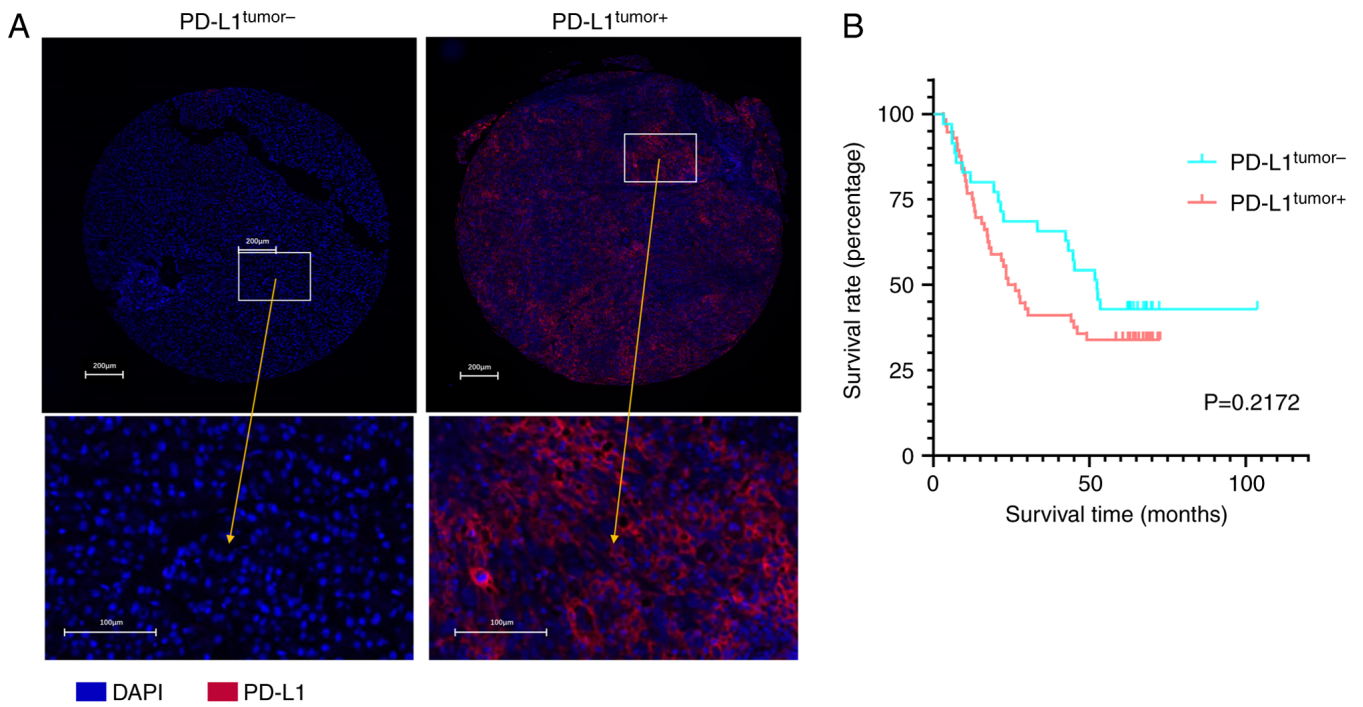 A
PD-L1tumor–
PD-L1tumor+
200µm
200µm
200µm
100µm
100µm
DAPI
PD-L1
B
Survival rate (percentage)
100
75
50
25
0
0
50
100
Survival time (months)
PD-L1tumor–
PD-L1tumor+
P=0.2172